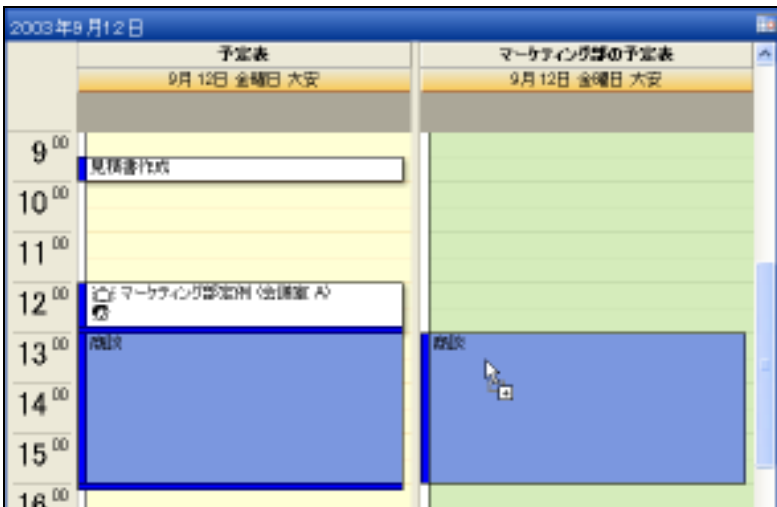 2003年9月12日
予定表
マーケティング部の予定表
9月 12日 金曜日 大安
9月 12日 金曜日 大安
9 00
見積書作成
10 00
11 00
12 00
マーケティング部定例 (会議室 A)
13 00
商談
商談
14 00
15 00
16 00